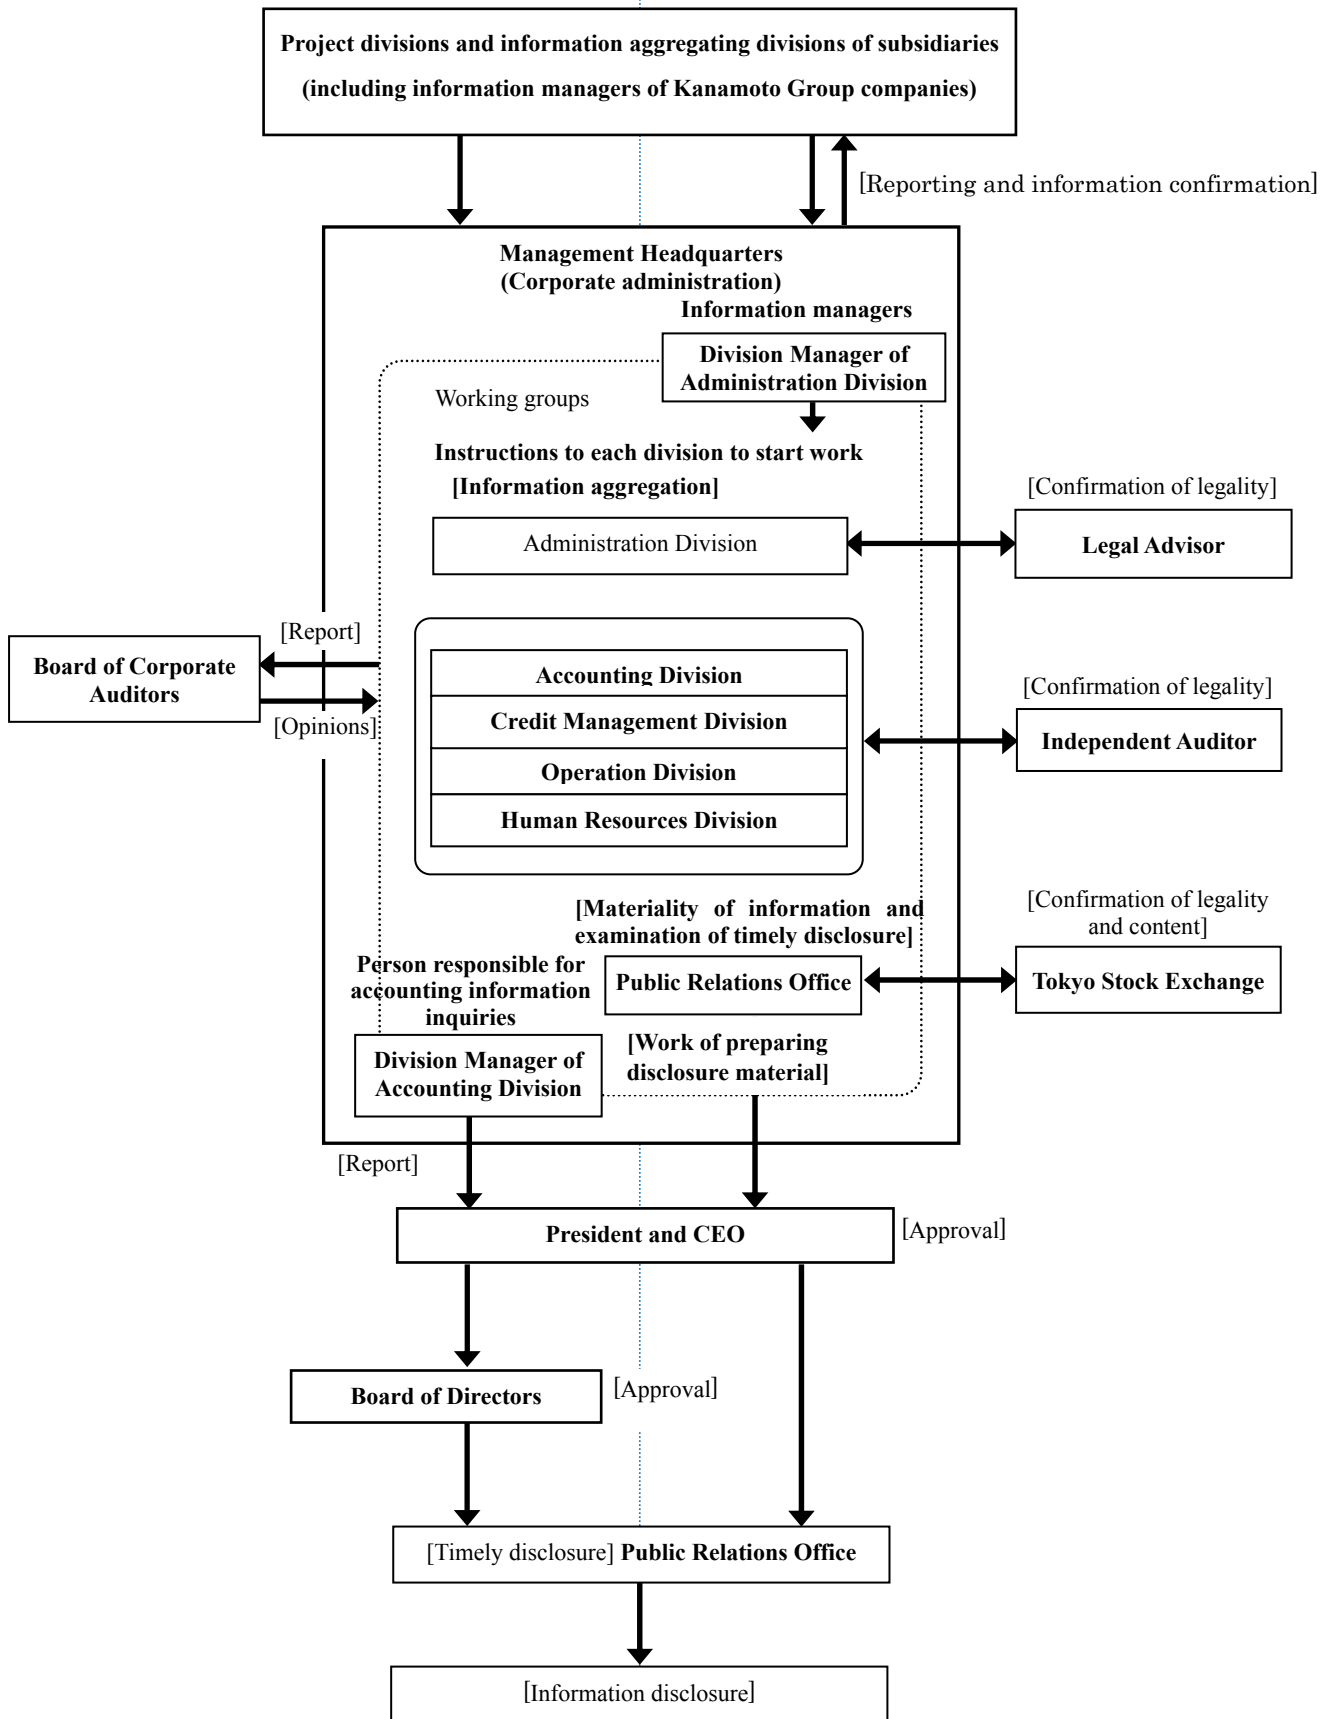 Project divisions and information aggregating divisions of subsidiaries
(including information managers of Kanamoto Group companies)
[Reporting and information confirmation]
Management Headquarters
(Corporate administration)
Information managers
Division Manager of
Administration Division
Working groups
Instructions to each division to start work
[Information aggregation]
Administration Division
[Confirmation of legality]
Legal Advisor
[Report]
Board of Corporate
Auditors
[Opinions]
Accounting Division
Credit Management Division
Operation Division
Human Resources Division
[Confirmation of legality]
Independent Auditor
[Materiality of information and
examination of timely disclosure]
Public Relations Office
[Confirmation of legality
and content]
Tokyo Stock Exchange
Person responsible for
accounting information
inquiries
Division Manager of
Accounting Division
[Work of preparing
disclosure material]
[Report]
President and CEO
[Approval]
Board of Directors
[Approval]
[Timely disclosure] Public Relations Office
[Information disclosure]